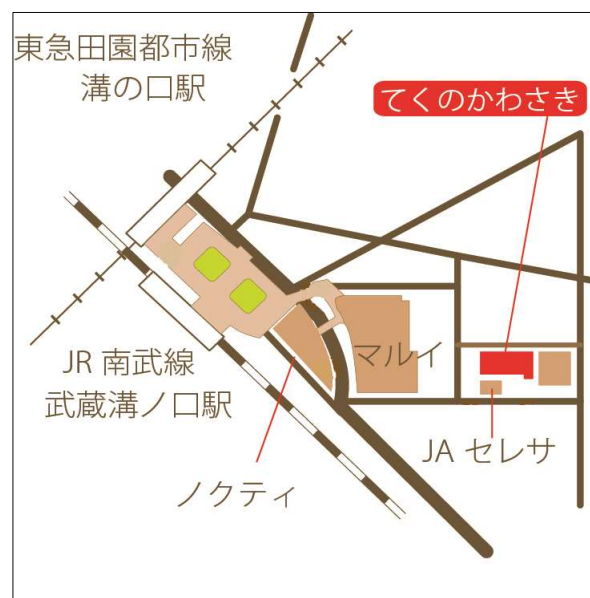 東急田園都市線
溝の口駅
てくのかわさき
JR 南武線
武蔵溝ノ口駅
マルイ
JA セレサ
ノクティ